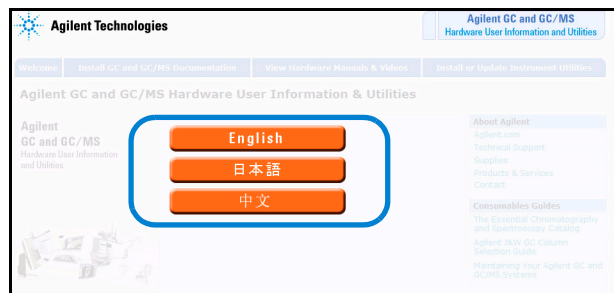 Agilent Technologies
Agilent GC and GC/MS
Hardware User Information and Utilities
Welcome
Install GC and GC/MS Documentation
View Hardware Manuals & Videos
Install or Update Instrument Utilities
Agilent GC and GC/MS Hardware User Information & Utilities
Agilent
GC and GC/MS
Hardware User Information
and Utilities
English
日本語
中文
About Agilent
Agilent.com
Technical Support
Supplies
Products & Services
Contact
Consumables Guides
The Essential Chromatography
and Spectroscopy Catalog
Agilent J&W GC Column
Selection Guide
Maintaining Your Agilent GC and
GC/MS Systems